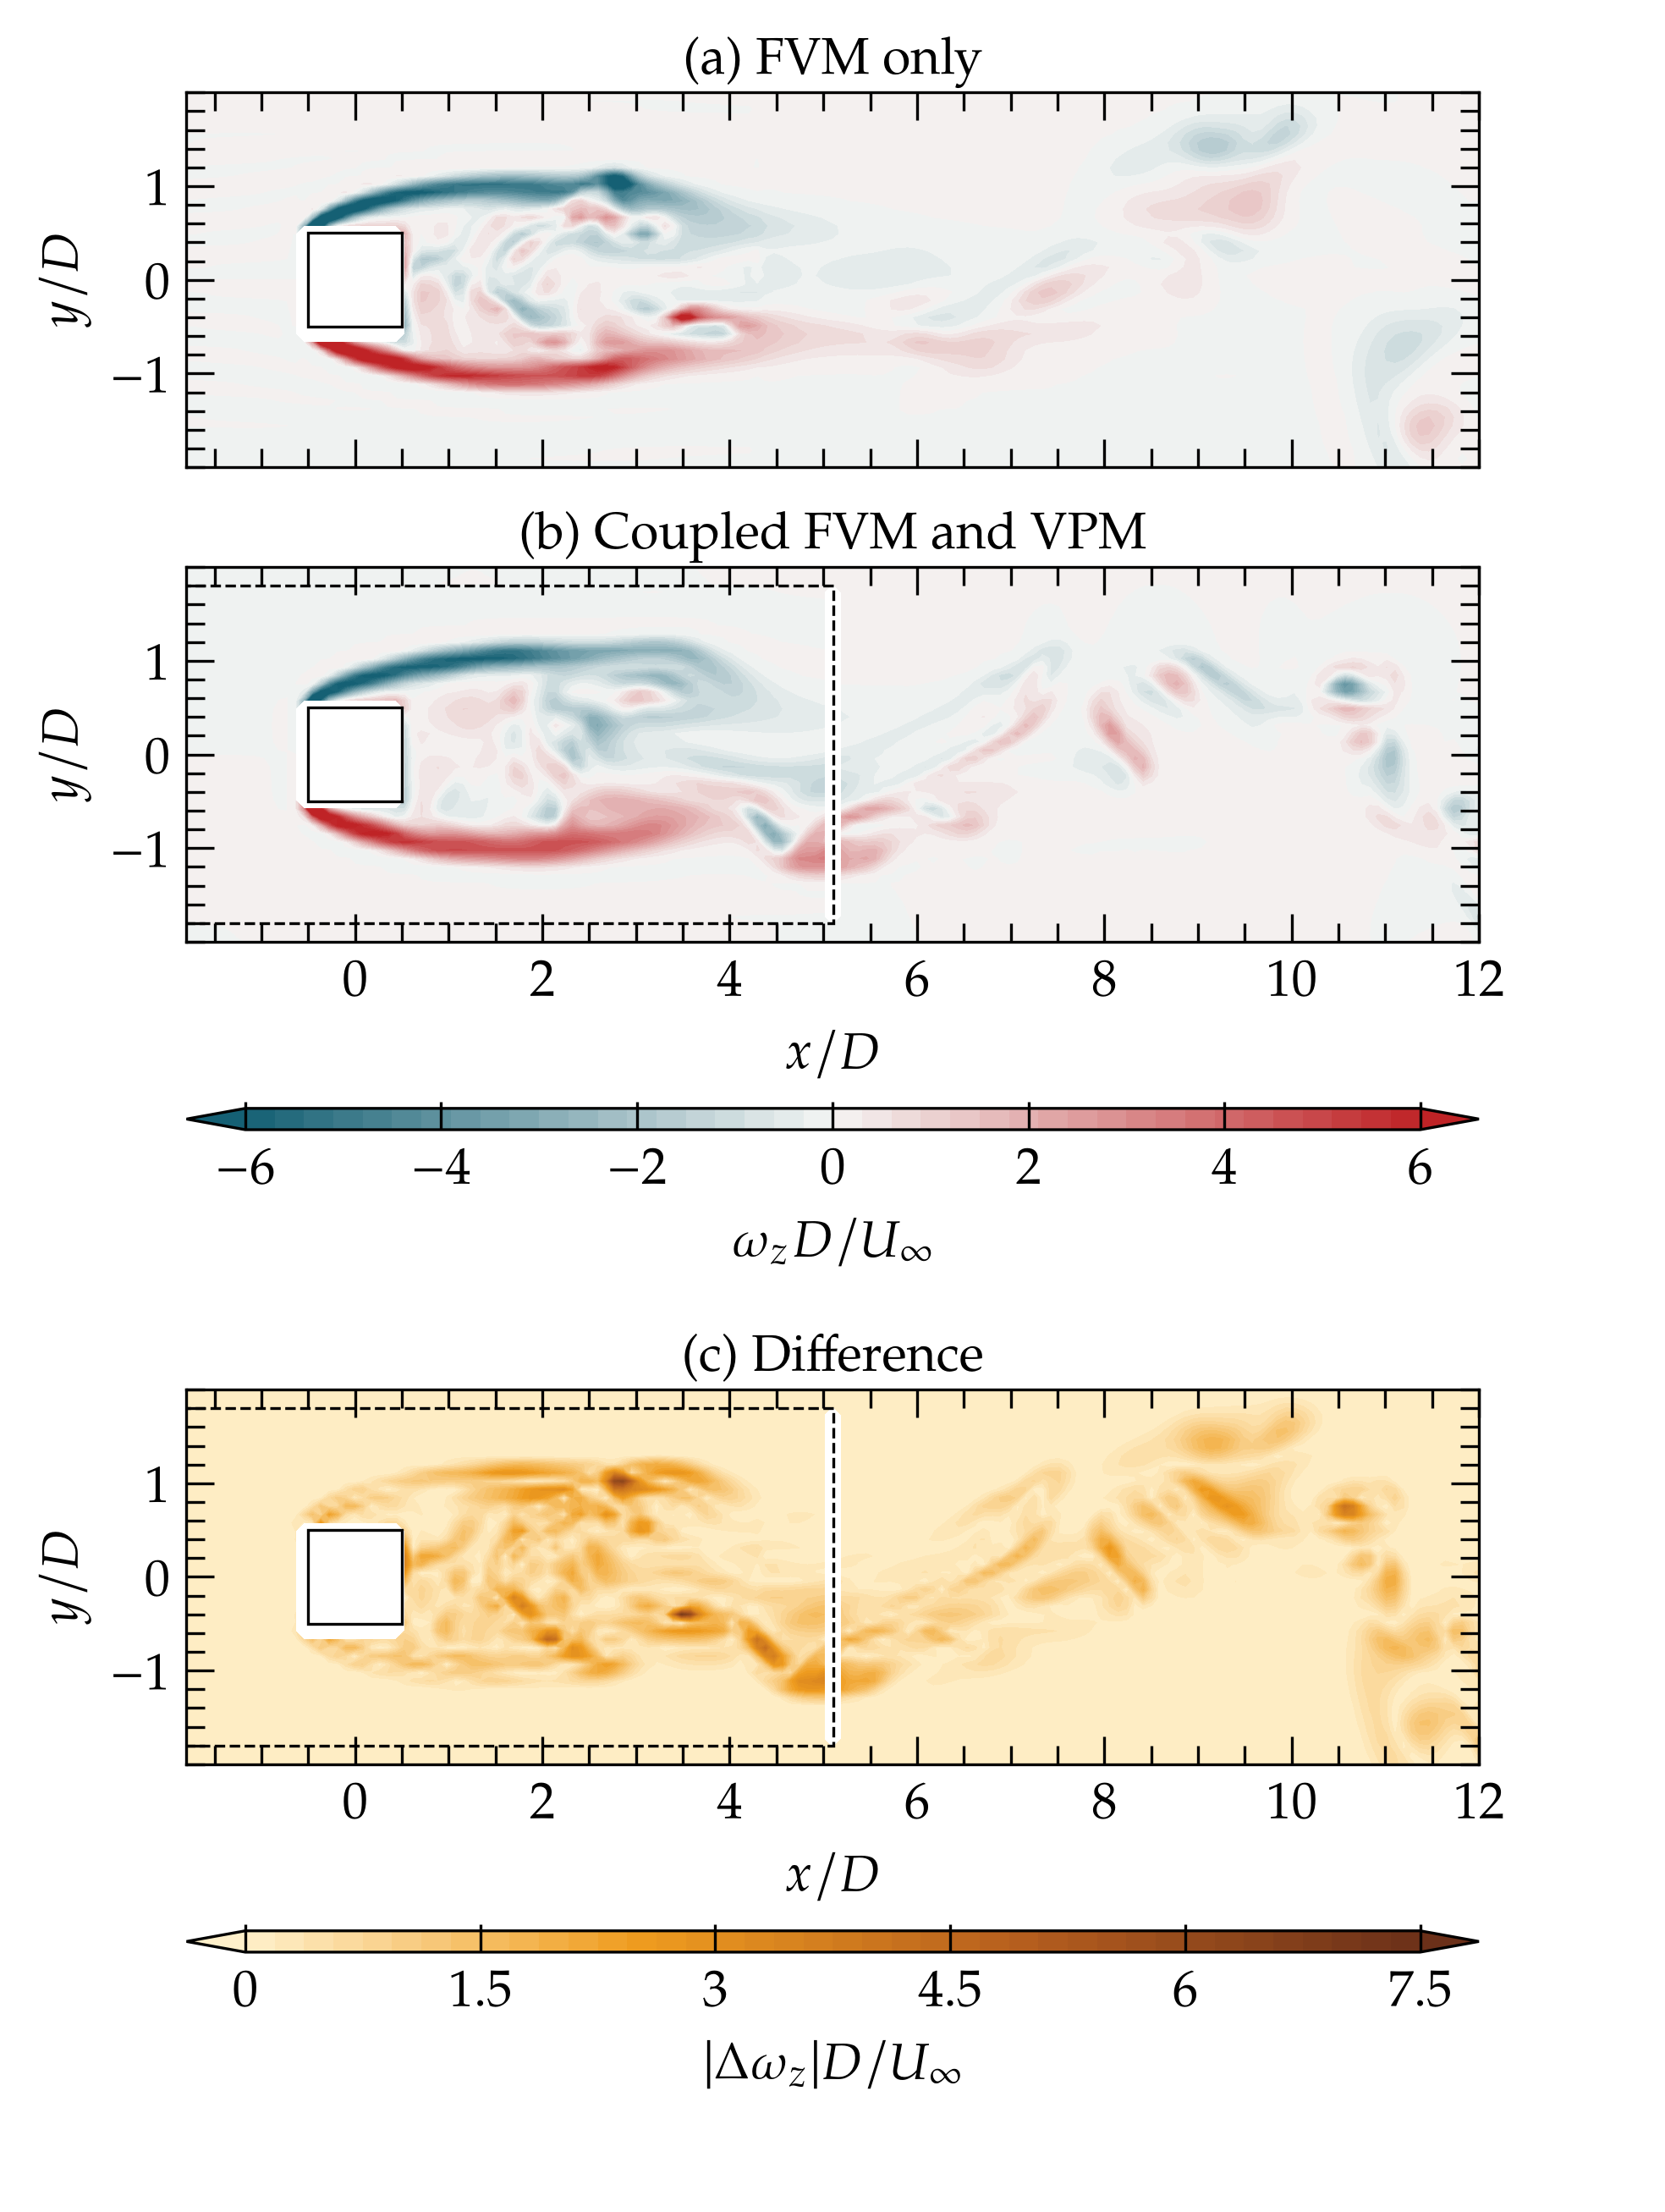 (a) FVM only
1
0
−1
y/D
(b) Coupled FVM and VPM
1
0
−1
y/D
0 2 4 6 8 10 12
x/D
−6 −4 −2 0 2 4 6
ω_z D/U_∞
(c) Difference
1
0
−1
y/D
0 2 4 6 8 10 12
x/D
0 1.5 3 4.5 6 7.5
|Δω_z|D/U_∞